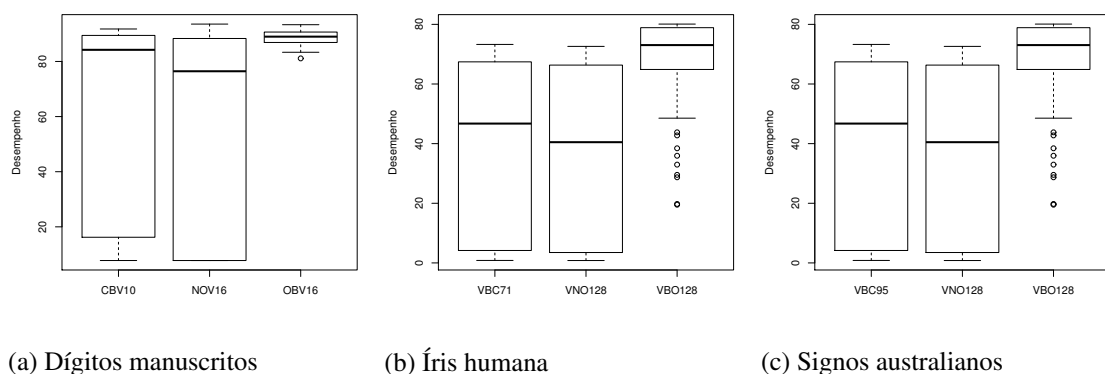 Desempenho
80
60
40
20
CBV10 NOV16 OBV16
(a) Dígitos manuscritos
Desempenho
80
60
40
20
0
VBC71 VNO128 VBO128
(b) Íris humana
Desempenho
80
60
40
20
0
VBC95 VNO128 VBO128
(c) Signos australianos